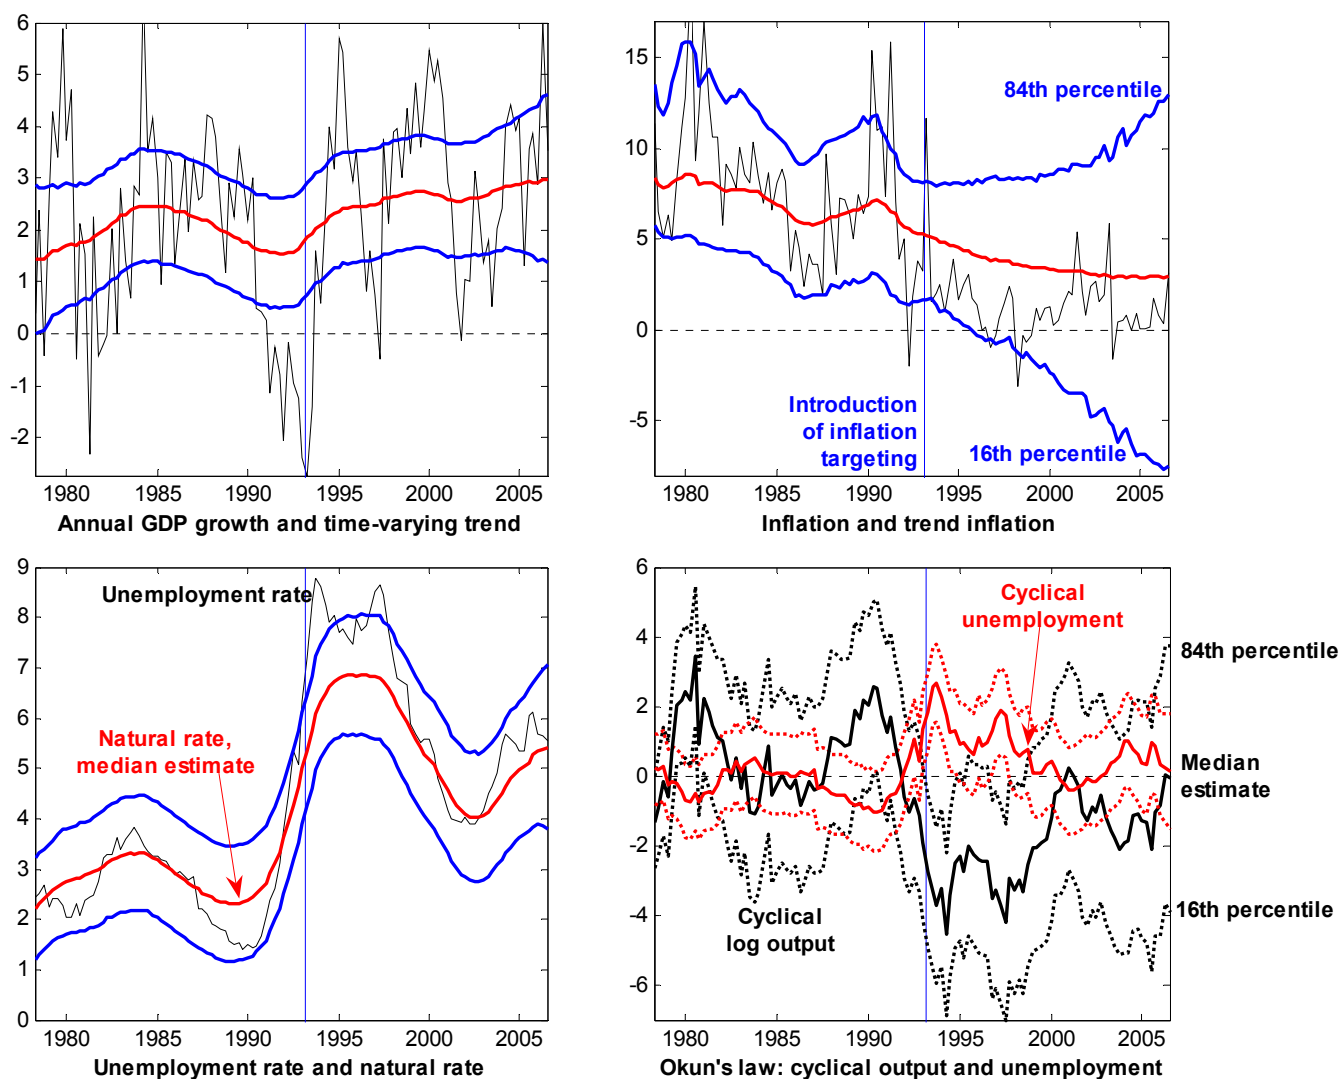 6
5
4
3
2
1
0
-1
-2
1980 1985 1990 1995 2000 2005
Annual GDP growth and time-varying trend
15
10
5
0
-5
84th percentile
Introduction
of inflation
targeting
16th percentile
1980 1985 1990 1995 2000 2005
Inflation and trend inflation
9
8
7
6
5
4
3
2
1
0
Unemployment rate
Natural rate,
median estimate
1980 1985 1990 1995 2000 2005
Unemployment rate and natural rate
6
4
2
0
-2
-4
-6
Cyclical
unemployment
Cyclical
log output
84th percentile
Median
estimate
16th percentile
1980 1985 1990 1995 2000 2005
Okun's law: cyclical output and unemployment